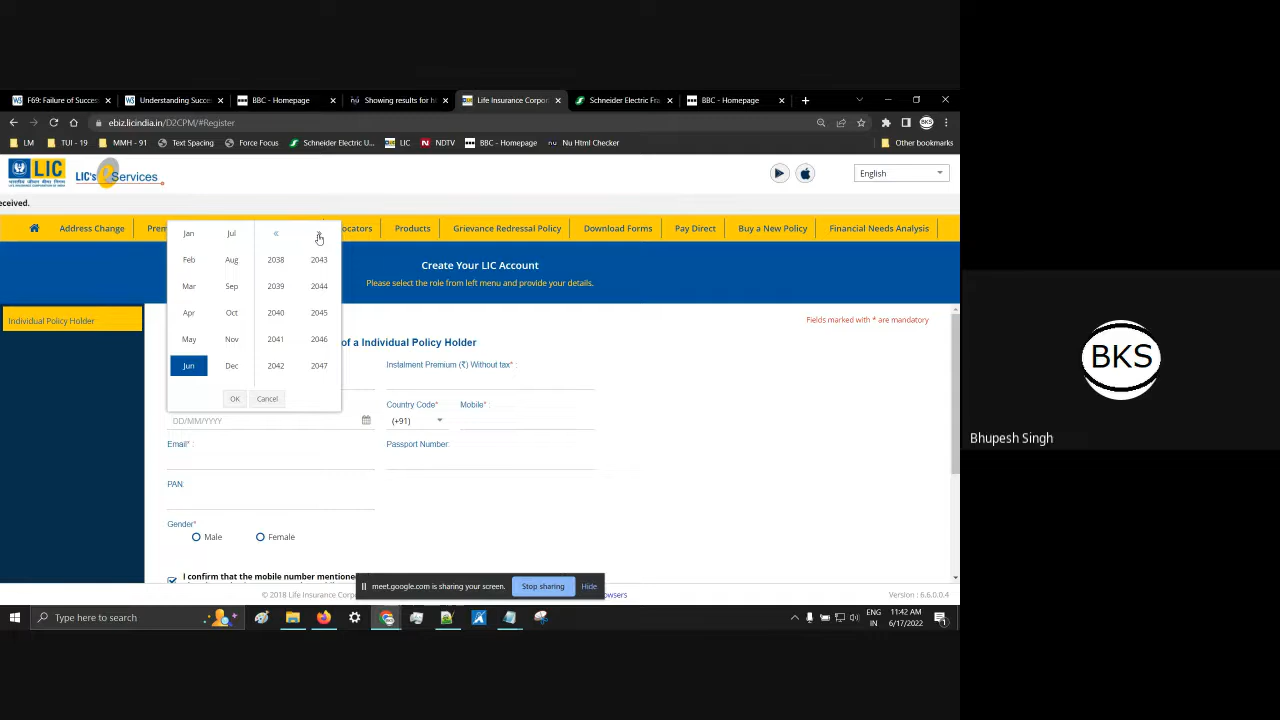 F69: Failure of Succes
Understanding Succ
BBC - Homepage
Showing results for ht
Life Insurance Corpor
Schneider Electric Fra
BBC - Homepage
ebiz.licindia.in/D2CPM/#Register
LM
TUI - 19
MMH - 91
Text Spacing
Force Focus
Schneider Electric U...
LIC
NDTV
BBC - Homepage
Nu Html Checker
Other bookmarks
LIC
LIC's e Services
English
eceived.
Address Change
Prem
ocators
Products
Grievance Redressal Policy
Download Forms
Pay Direct
Buy a New Policy
Financial Needs Analysis
Jan Jul « »
Feb Aug 2038 2043
Mar Sep 2039 2044
Apr Oct 2040 2045
May Nov 2041 2046
Jun Dec 2042 2047
OK Cancel
Create Your LIC Account
Please select the role from left menu and provide your details.
Individual Policy Holder
Fields marked with * are mandatory
of a Individual Policy Holder
Instalment Premium (₹) Without tax* :
DD/MM/YYYY
Country Code*
Mobile*
(+91)
Email* :
Passport Number:
PAN:
Gender*
Male
Female
I confirm that the mobile number mentione
meet.google.com is sharing your screen.
Stop sharing
Hide
© 2018 Life Insurance Corpo
owsers
Version : 6.6.0.0.4
Type here to search
ENG
IN
11:42 AM
6/17/2022
1
BKS
Bhupesh Singh